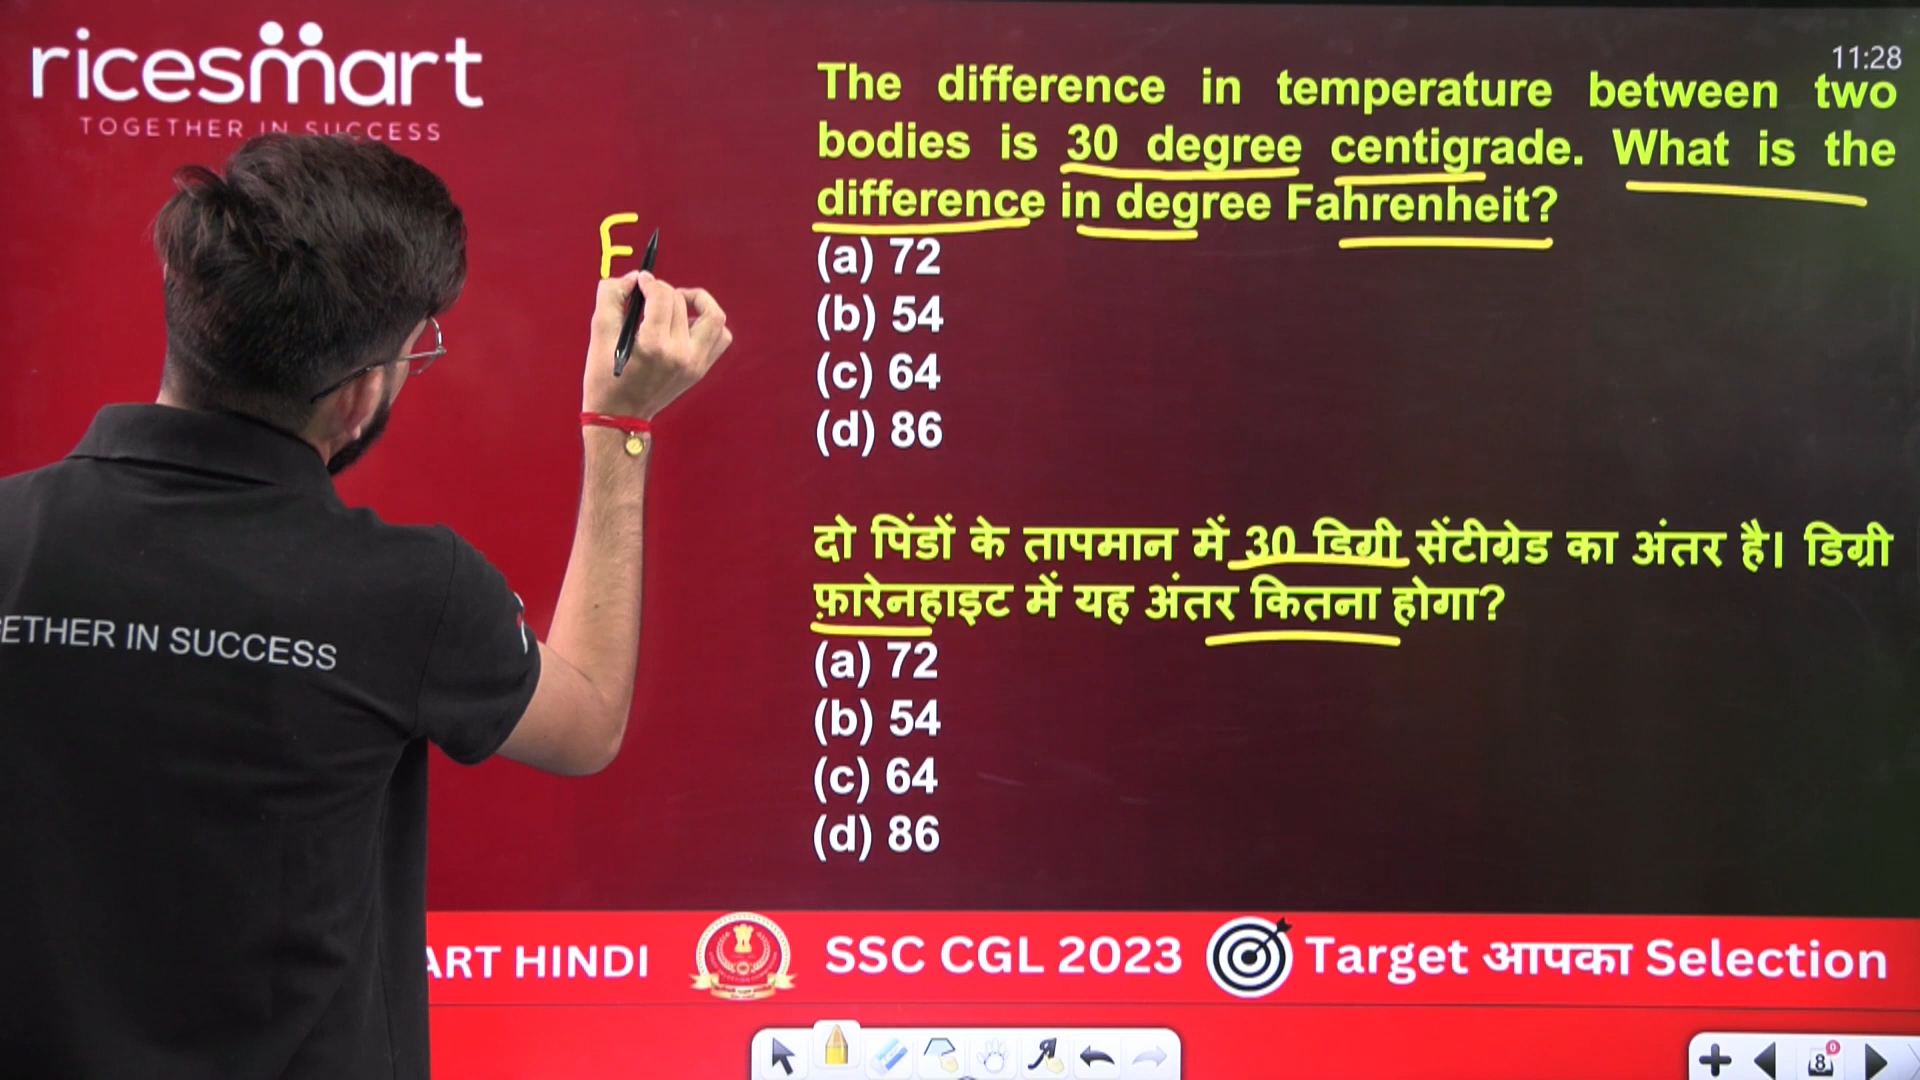 ricesmart
TOGETHER IN SUCCESS
11:28
The difference in temperature between two
bodies is 30 degree centigrade. What is the
difference in degree Fahrenheit?
(a) 72
(b) 54
(c) 64
(d) 86
F
दो पिंडों के तापमान में 30 डिग्री सेंटीग्रेड का अंतर है। डिग्री
फ़ारेनहाइट में यह अंतर कितना होगा?
(a) 72
(b) 54
(c) 64
(d) 86
ETHER IN SUCCESS
ART HINDI
SSC CGL 2023
Target आपका Selection
8
0